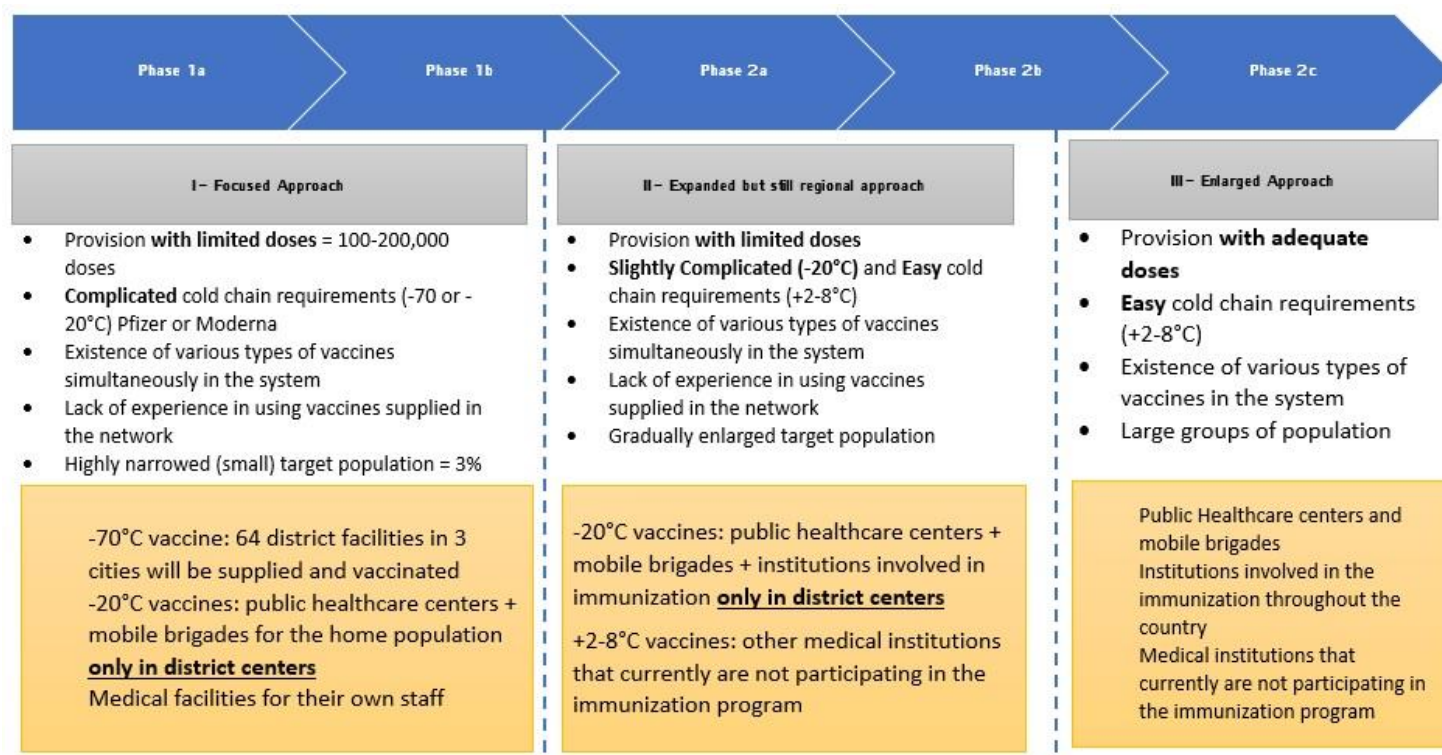 Phase 1a
Phase 1b
Phase 2a
Phase 2b
Phase 2c
I- Focused Approach
• Provision with limited doses = 100-200,000
doses
• Complicated cold chain requirements (-70 or -
20°C) Pfizer or Moderna
• Existence of various types of vaccines
simultaneously in the system
• Lack of experience in using vaccines supplied in
the network
• Highly narrowed (small) target population = 3%
-70°C vaccine: 64 district facilities in 3
cities will be supplied and vaccinated
-20°C vaccines: public healthcare centers +
mobile brigades for the home population
only in district centers
Medical facilities for their own staff
II- Expanded but still regional approach
• Provision with limited doses
• Slightly Complicated (-20°C) and Easy cold
chain requirements (+2-8°C)
• Existence of various types of vaccines
simultaneously in the system
• Lack of experience in using vaccines
supplied in the network
• Gradually enlarged target population
-20°C vaccines: public healthcare centers +
mobile brigades + institutions involved in
immunization only in district centers
+2-8°C vaccines: other medical institutions
that currently are not participating in the
immunization program
III- Enlarged Approach
• Provision with adequate
doses
• Easy cold chain requirements
(+2-8°C)
• Existence of various types of
vaccines in the system
• Large groups of population
Public Healthcare centers and
mobile brigades
Institutions involved in the
immunization throughout the
country
Medical institutions that
currently are not participating in
the immunization program